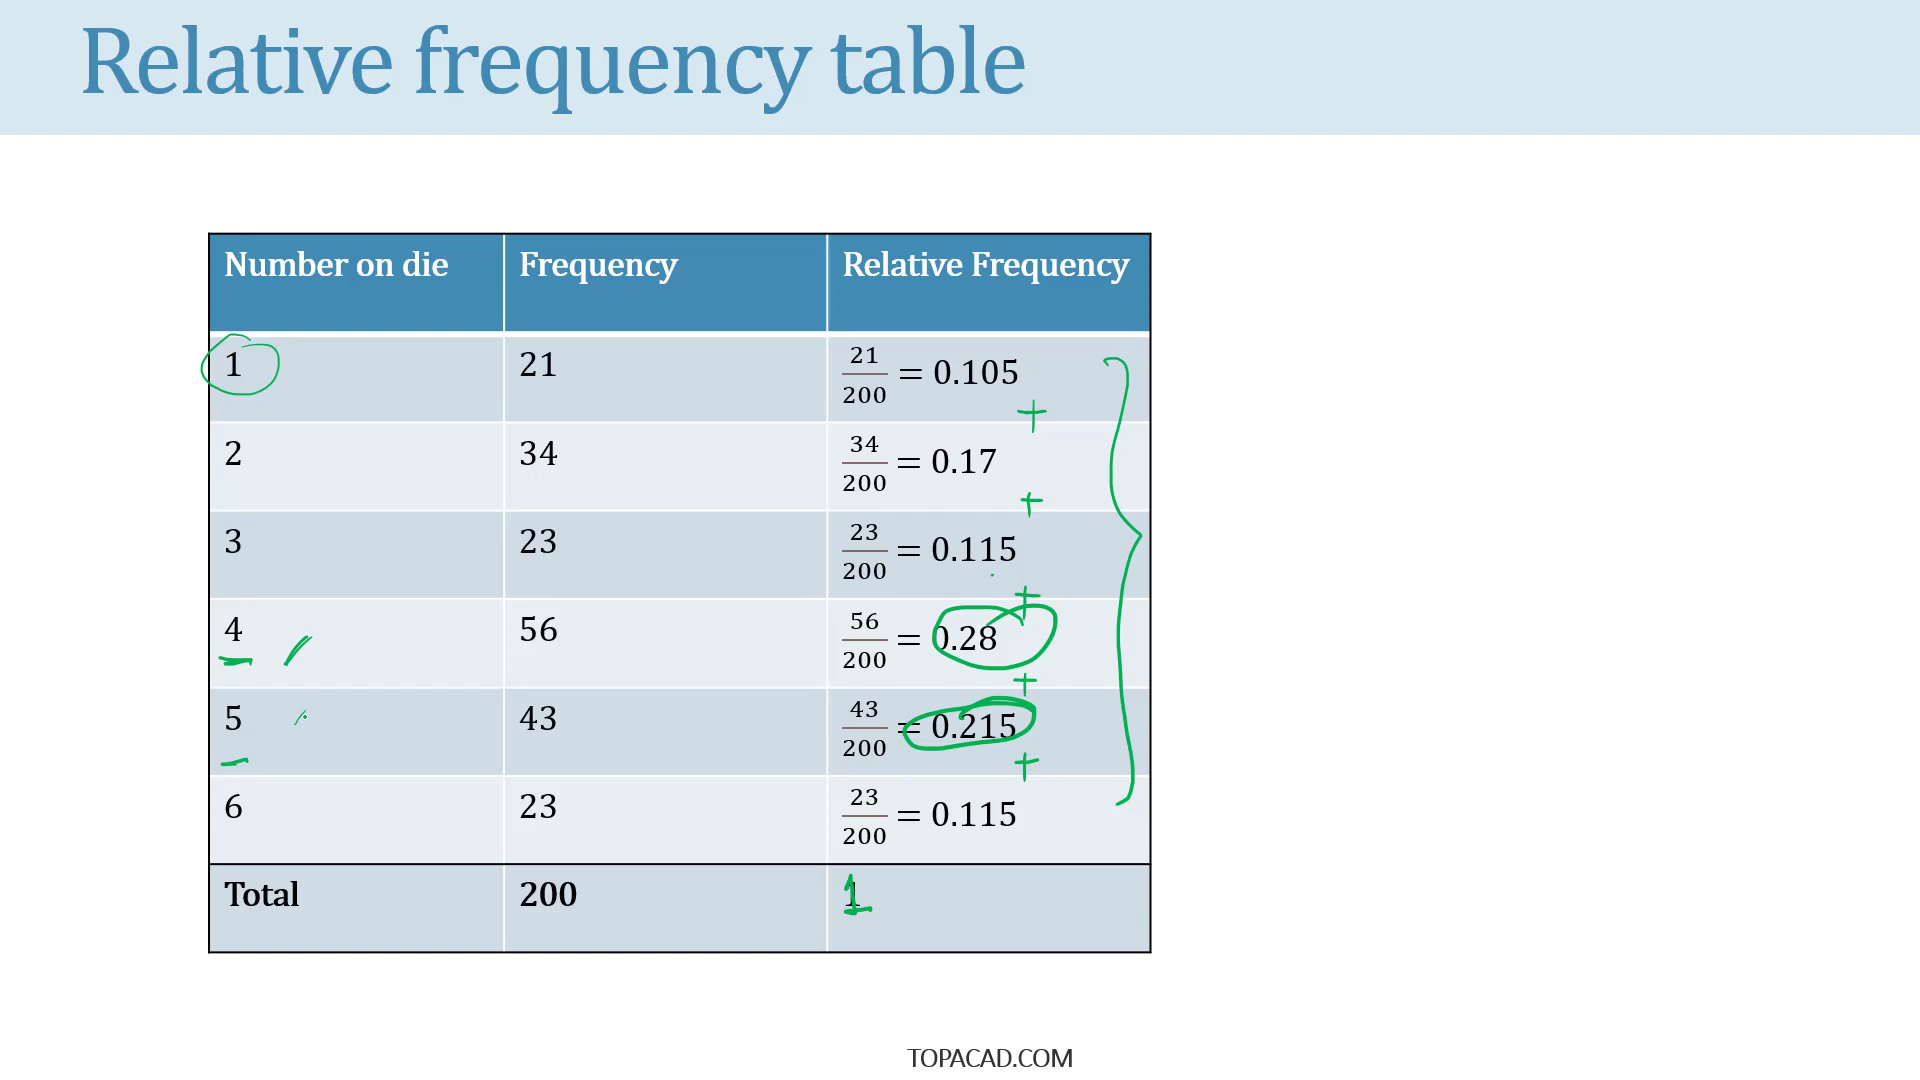 Relative frequency table
Number on die Frequency Relative Frequency
1 21 21/200 = 0.105
+
2 34 34/200 = 0.17
+
3 23 23/200 = 0.115
+
4 56 56/200 = 0.28
+
5 43 43/200 = 0.215
+
6 23 23/200 = 0.115
Total 200 1
TOPACAD.COM